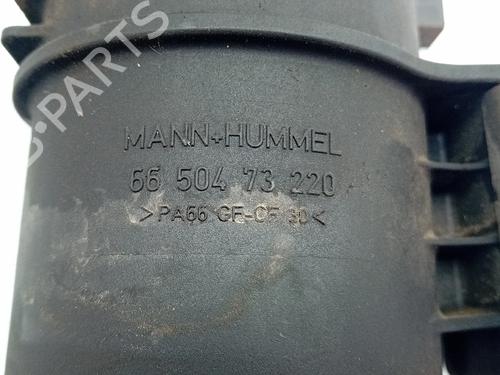 B-PARTS
MANN+HUMMEL
66 504 73 220
>PA66 GF-CF 30<